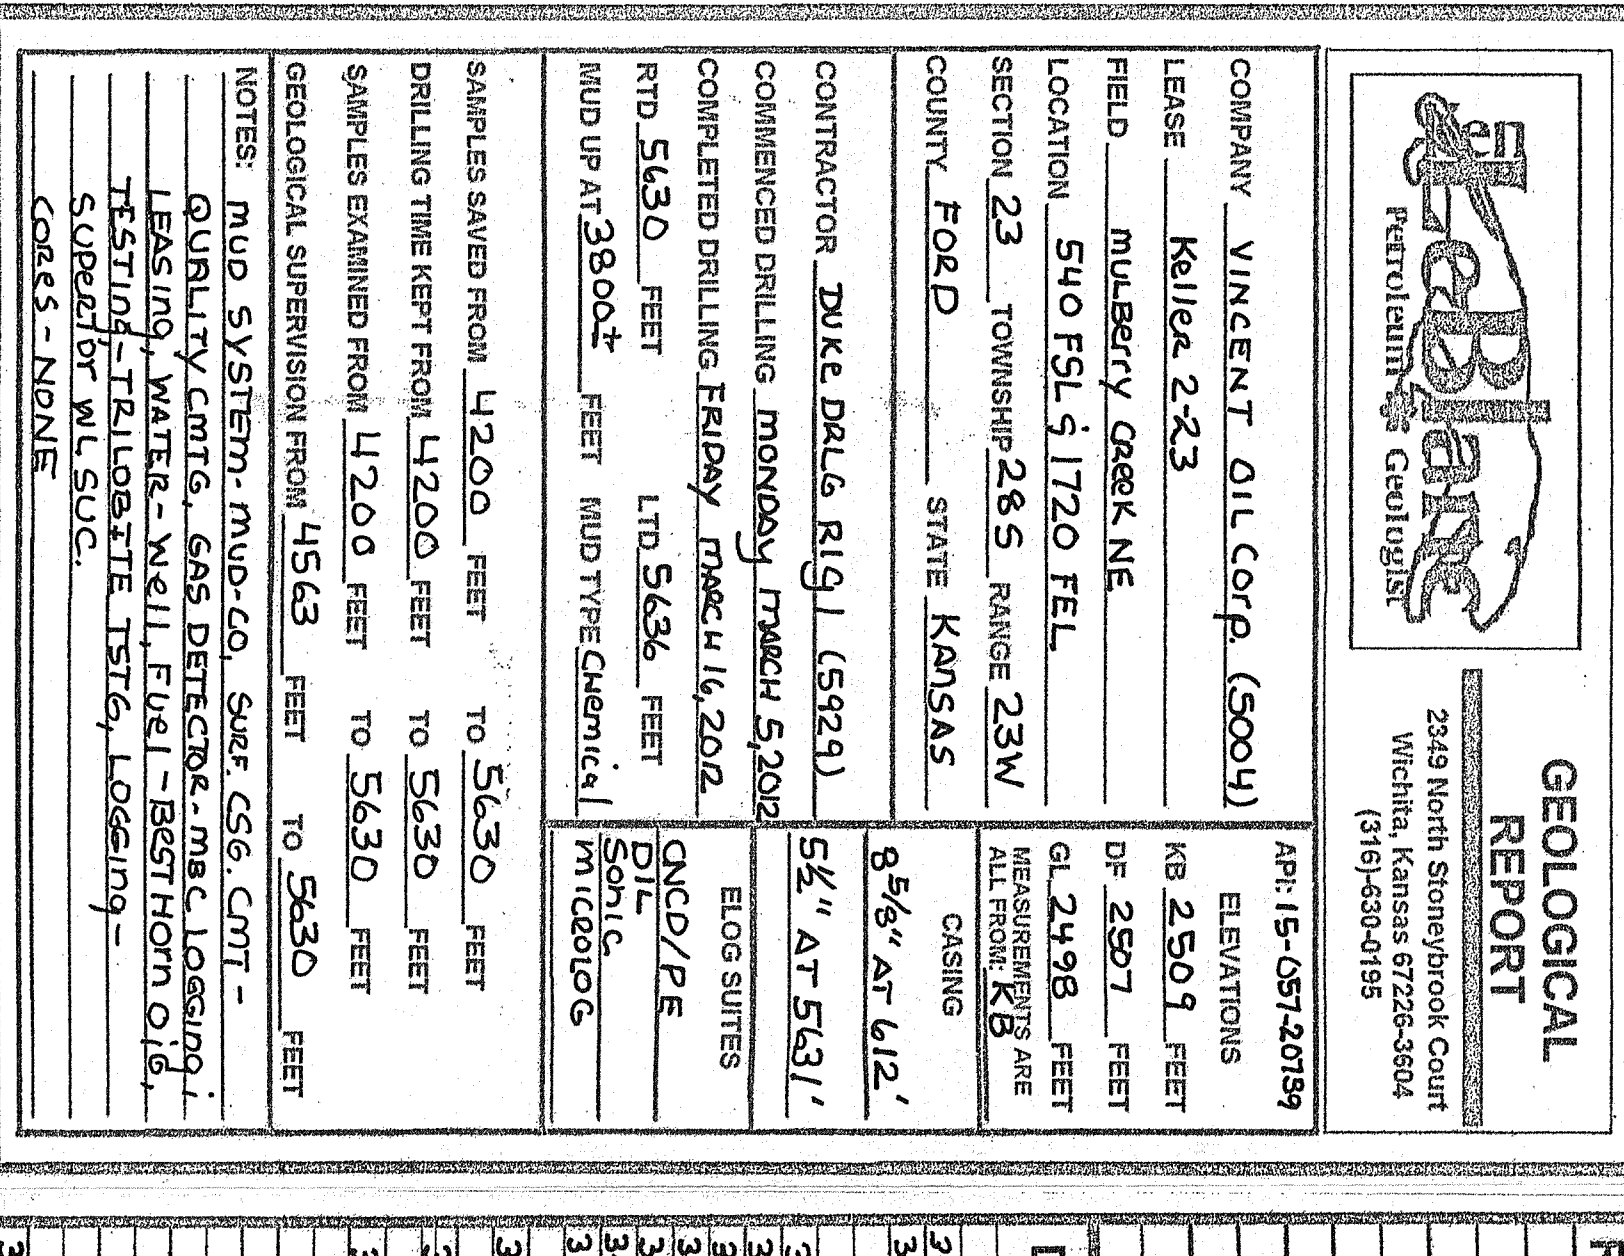 Ken LeBlanc
Petroleum Geologist
GEOLOGICAL
REPORT
2349 North Stoneybrook Court
Wichita, Kansas 67226-3604
(316)-630-0195
COMPANY VINCENT OIL Corp. (5004)
LEASE Keller 2-23
FIELD mulBerry CReeK NE
LOCATION 540 FSL & 1720 FEL
SECTION 23 TOWNSHIP 28S RANGE 23W
COUNTY FORD STATE KANSAS
API: 15-057-20789
ELEVATIONS
KB 2509 FEET
DF 2507 FEET
GL 2498 FEET
MEASUREMENTS ARE
ALL FROM: KB
CONTRACTOR DUKE DRLG RIg 1 (5929)
COMMENCED DRILLING MONDAY MARCH 5, 2012
COMPLETED DRILLING FRIDAY MARCH 16, 2012
RTD 5630 FEET LTD 5636 FEET
MUD UP AT 3800± FEET MUD TYPE CHemical
CASING
8 5/8" AT 612'
5½" AT 5631'
ELOG SUITES
CNCD/PE
DIL
SONIC
MICROLOG
SAMPLES SAVED FROM 4200 FEET TO 5630 FEET
DRILLING TIME KEPT FROM 4200 FEET TO 5630 FEET
SAMPLES EXAMINED FROM 4200 FEET TO 5630 FEET
GEOLOGICAL SUPERVISION FROM 4563 FEET TO 5630 FEET
NOTES: MUD SYSTEM- MUD-CO, SURF. CSG. CMT -
QUALITY CMTG, GAS DETECTOR-MBC LOGGING &
LEASING, WATER-Well, FUel-BESTHORN O&G,
TESTING-TRILOBITE TSTG, LOGGING-
SUPERIOR WL SUC.
CORES-NONE